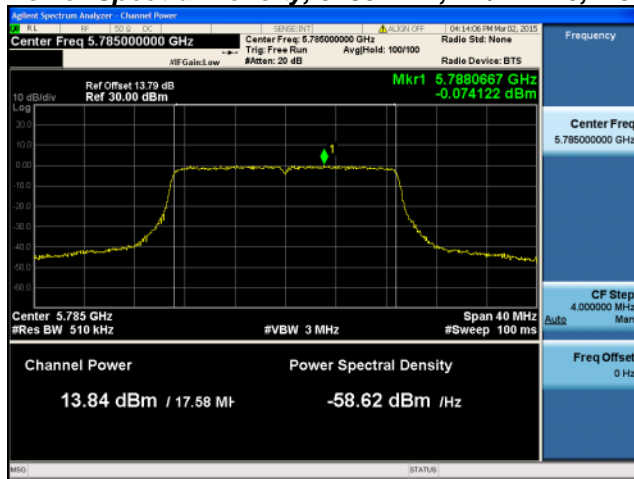 Agilent Spectrum Analyzer - Channel Power
RL RF 50 Ω DC SENSE:INT ALIGN OFF 04:14:06 PM Mar 02, 2015
Center Freq 5.785000000 GHz Center Freq: 5.785000000 GHz Radio Std: None Frequency
Trig: Free Run Avg|Hold: 100/100
#IFGain:Low #Atten: 20 dB Radio Device: BTS
Ref Offset 13.79 dB Mkr1 5.7880667 GHz
10 dB/div Ref 30.00 dBm -0.074122 dBm
Log
20.0
10.0
0.00
-10.0
-20.0
-30.0
-40.0
-50.0
-60.0
1
Center Freq
5.785000000 GHz
Center 5.785 GHz Span 40 MHz
#Res BW 510 kHz #VBW 3 MHz #Sweep 100 ms
CF Step
4.000000 MHz
Auto Man
Channel Power Power Spectral Density
13.84 dBm / 17.58 MH -58.62 dBm /Hz
Freq Offset
0 Hz
MSG STATUS